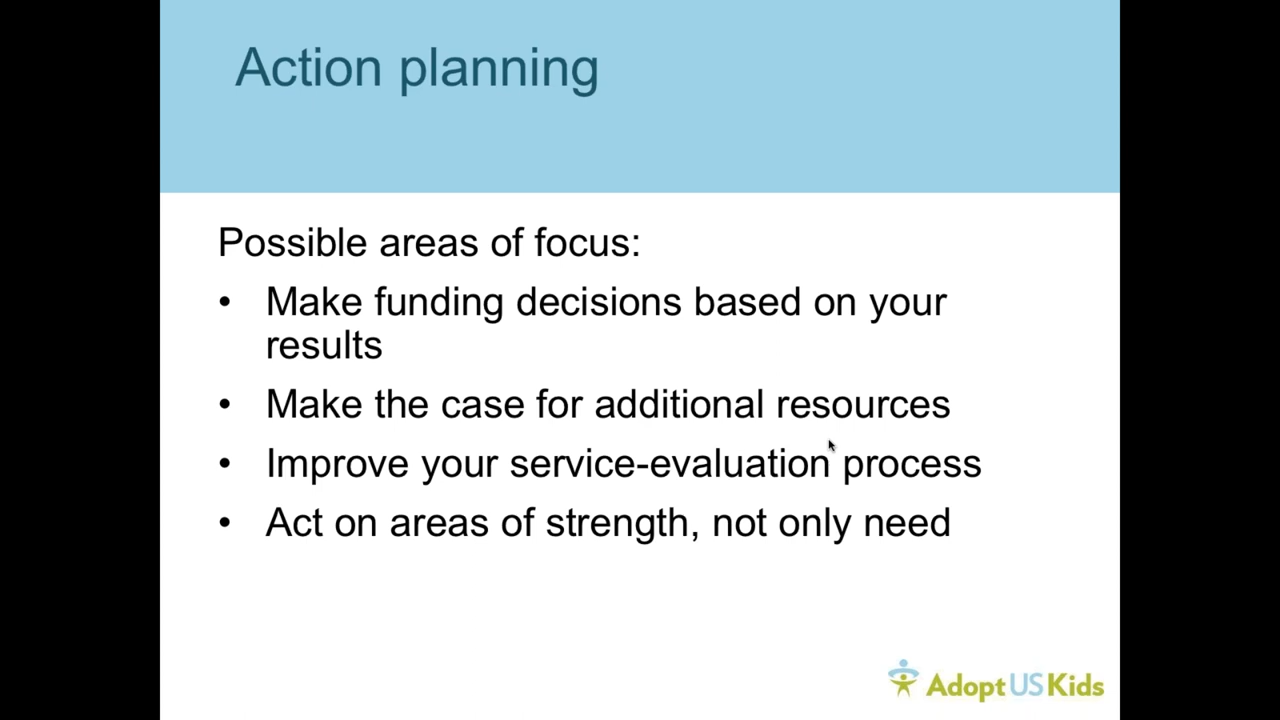 Action planning
Possible areas of focus:
• Make funding decisions based on your
results
• Make the case for additional resources
• Improve your service-evaluation process
• Act on areas of strength, not only need
AdoptUSKids